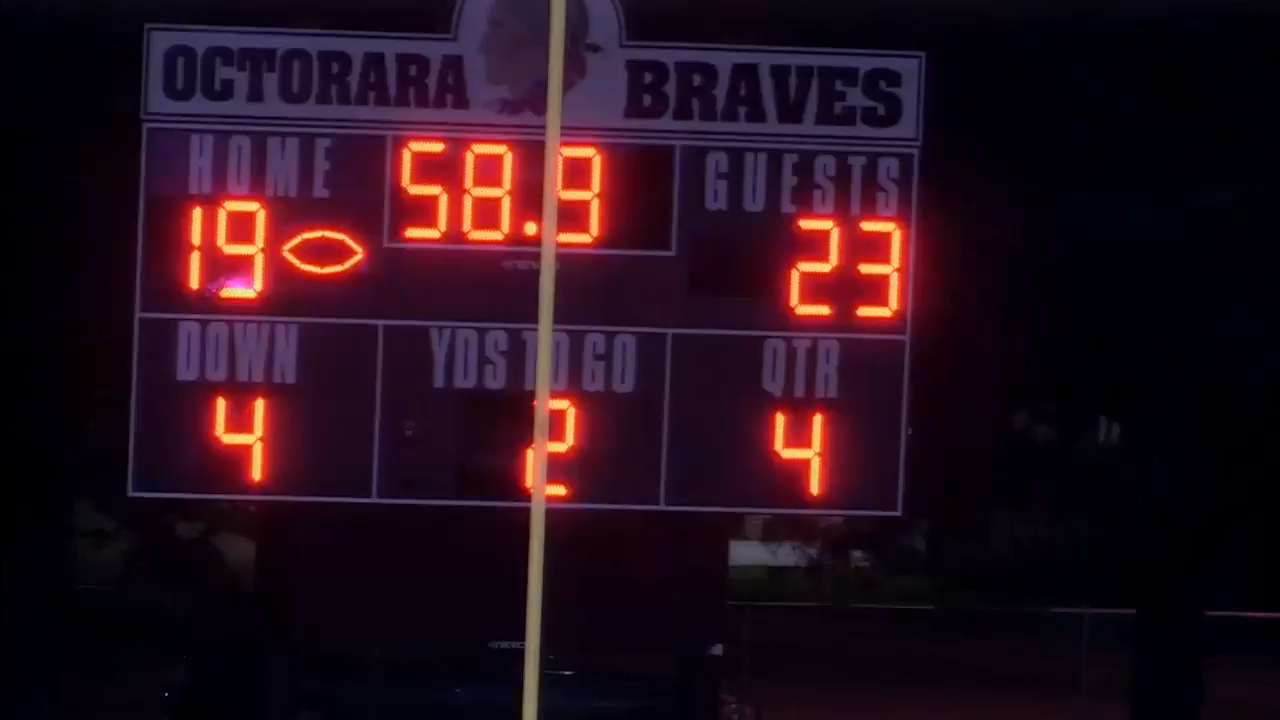 OCTORARA BRAVES
HOME 58.9 GUESTS
19 23
DOWN YDS TO GO QTR
4 2 4